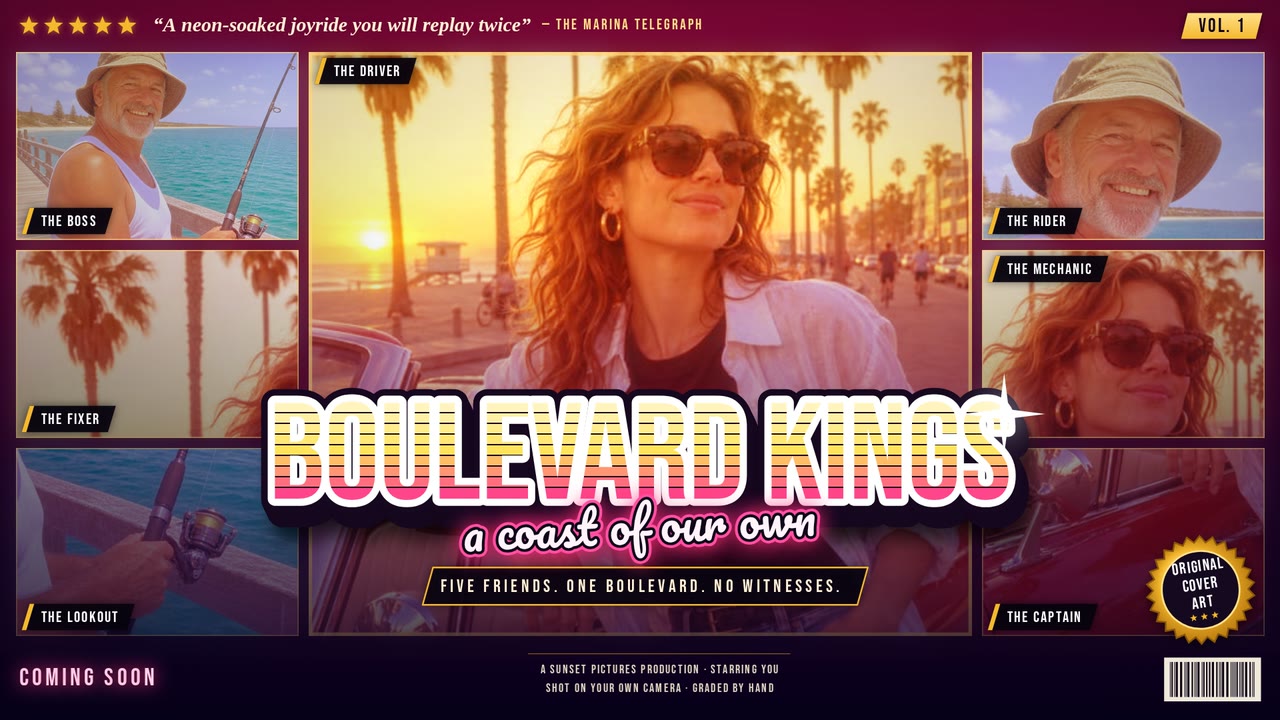 “A neon-soaked joyride you will replay twice” – THE MARINA TELEGRAPH
VOL. 1
THE DRIVER
THE BOSS
THE RIDER
THE MECHANIC
THE FIXER
BOULEVARD KINGS
a coast of our own
FIVE FRIENDS. ONE BOULEVARD. NO WITNESSES.
THE LOOKOUT
THE CAPTAIN
ORIGINAL
COVER
ART
COMING SOON
A SUNSET PICTURES PRODUCTION · STARRING YOU
SHOT ON YOUR OWN CAMERA · GRADED BY HAND